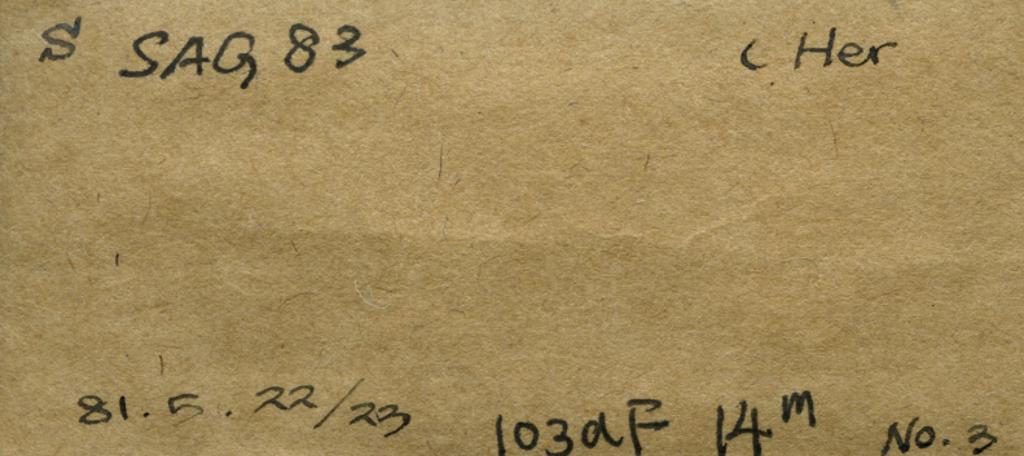 S SAG 83 ι Her
81.5.22/23 103aF 14ᵐ No. 3